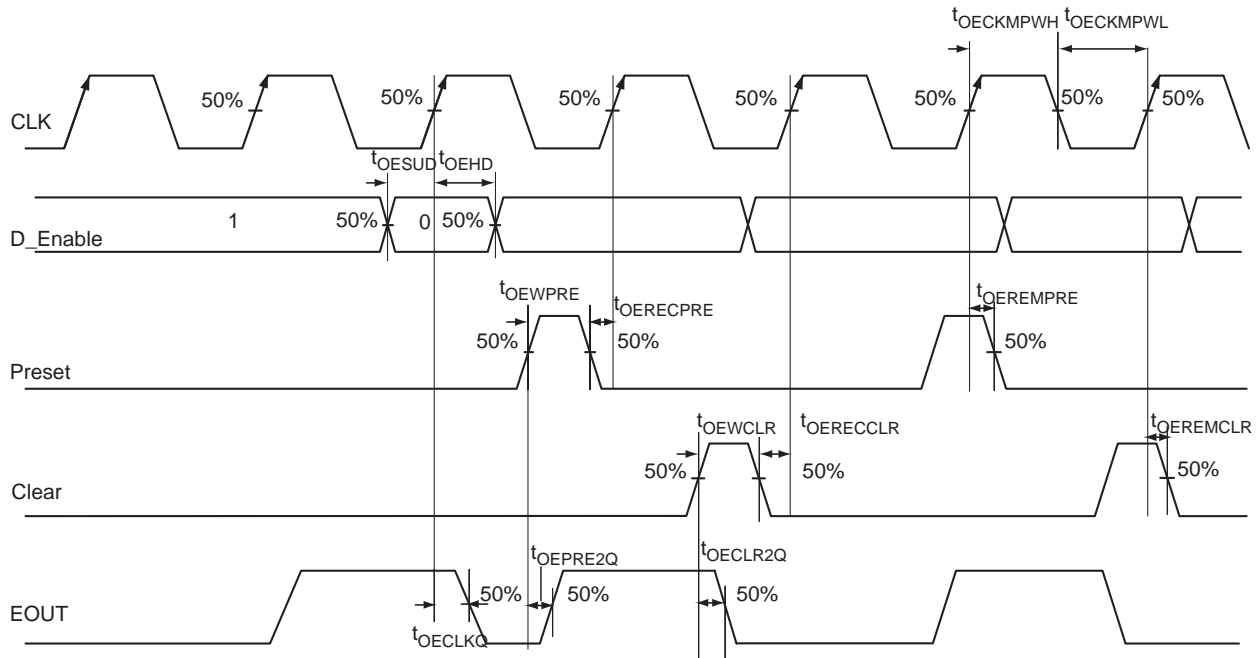 tOECKMPWH tOECKMPWL
CLK 50% 50% 50% 50% 50% 50% 50%
tOESUD tOEHD
D_Enable 1 50% 0 50%
tOEWPRE tOERECPRE tOEREMPRE
Preset 50% 50% 50%
tOEWCLR tOERECCLR tOEREMCLR
Clear 50% 50% 50%
tOEPRE2Q tOECLR2Q
EOUT 50% 50% 50%
tOECLKQ